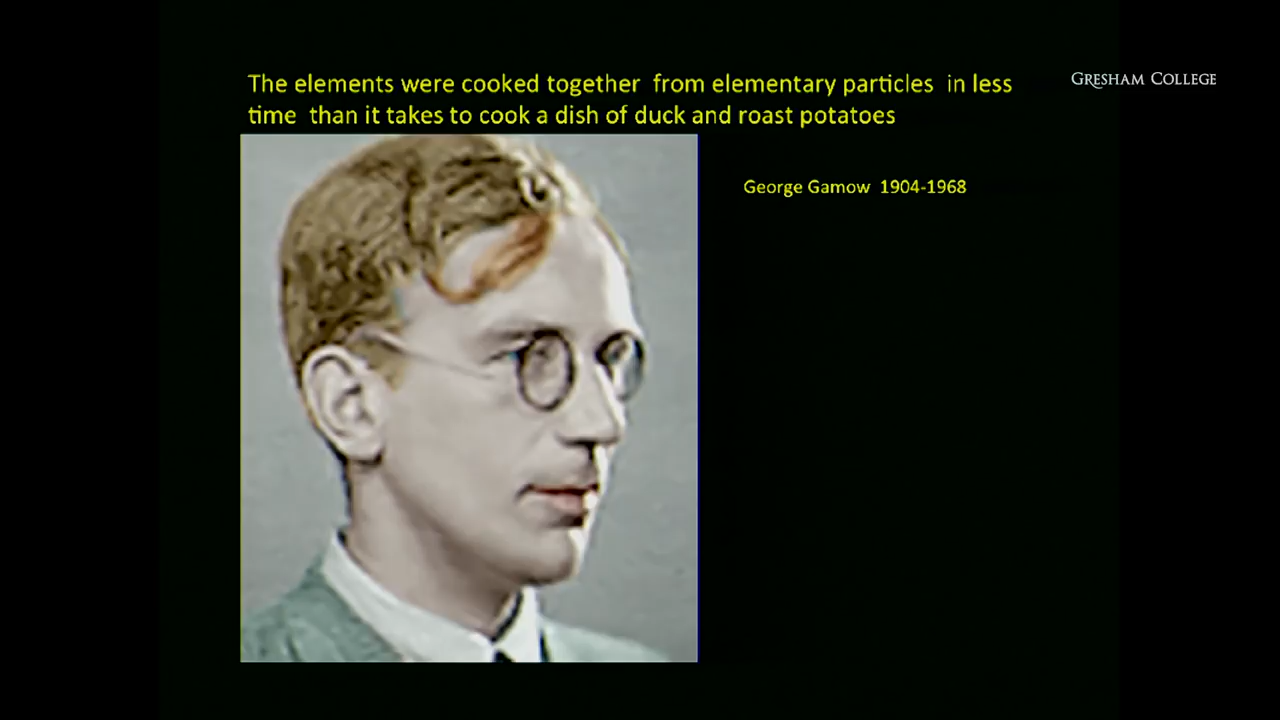 The elements were cooked together from elementary particles in less
time than it takes to cook a dish of duck and roast potatoes
GRESHAM COLLEGE
George Gamow 1904-1968